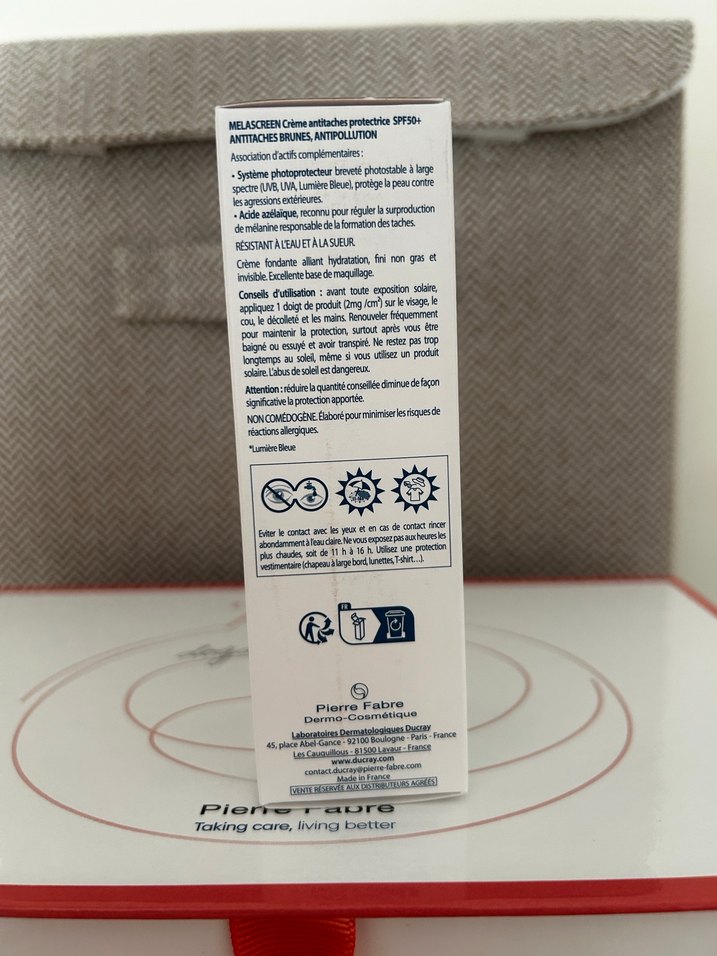 MELASCREEN Crème antitaches protectrice SPF50+
ANTITACHES BRUNES, ANTIPOLLUTION
Association d'actifs complémentaires :
• Système photoprotecteur breveté photostable à large
spectre (UVB, UVA, Lumière Bleue), protège la peau contre
les agressions extérieures.
• Acide azélaïque, reconnu pour réguler la surproduction
de mélanine responsable de la formation des taches.
RÉSISTANT À L'EAU ET À LA SUEUR.
Crème fondante alliant hydratation, fini non gras et
invisible. Excellente base de maquillage.
Conseils d'utilisation : avant toute exposition solaire,
appliquez 1 doigt de produit (2mg /cm²) sur le visage, le
cou, le décolleté et les mains. Renouveler fréquemment
pour maintenir la protection, surtout après vous être
baigné ou essuyé et avoir transpiré. Ne restez pas trop
longtemps au soleil, même si vous utilisez un produit
solaire. L'abus de soleil est dangereux.
Attention : réduire la quantité conseillée diminue de façon
significative la protection apportée.
NON COMÉDOGÈNE. Élaboré pour minimiser les risques de
réactions allergiques.
*Lumière Bleue
Eviter le contact avec les yeux et en cas de contact rincer
abondamment à l'eau claire. Ne vous exposez pas aux heures les
plus chaudes, soit de 11 h à 16 h. Utilisez une protection
vestimentaire (chapeau à large bord, lunettes, T-shirt…).
FR
Pierre Fabre
Dermo-Cosmétique
Laboratoires Dermatologiques Ducray
45, place Abel-Gance - 92100 Boulogne - Paris - France
Les Cauquillous - 81500 Lavaur - France
www.ducray.com
contact.ducray@pierre-fabre.com
Made in France
VENTE RÉSERVÉE AUX DISTRIBUTEURS AGRÉÉS
Pierre Fabre
Taking care, living better